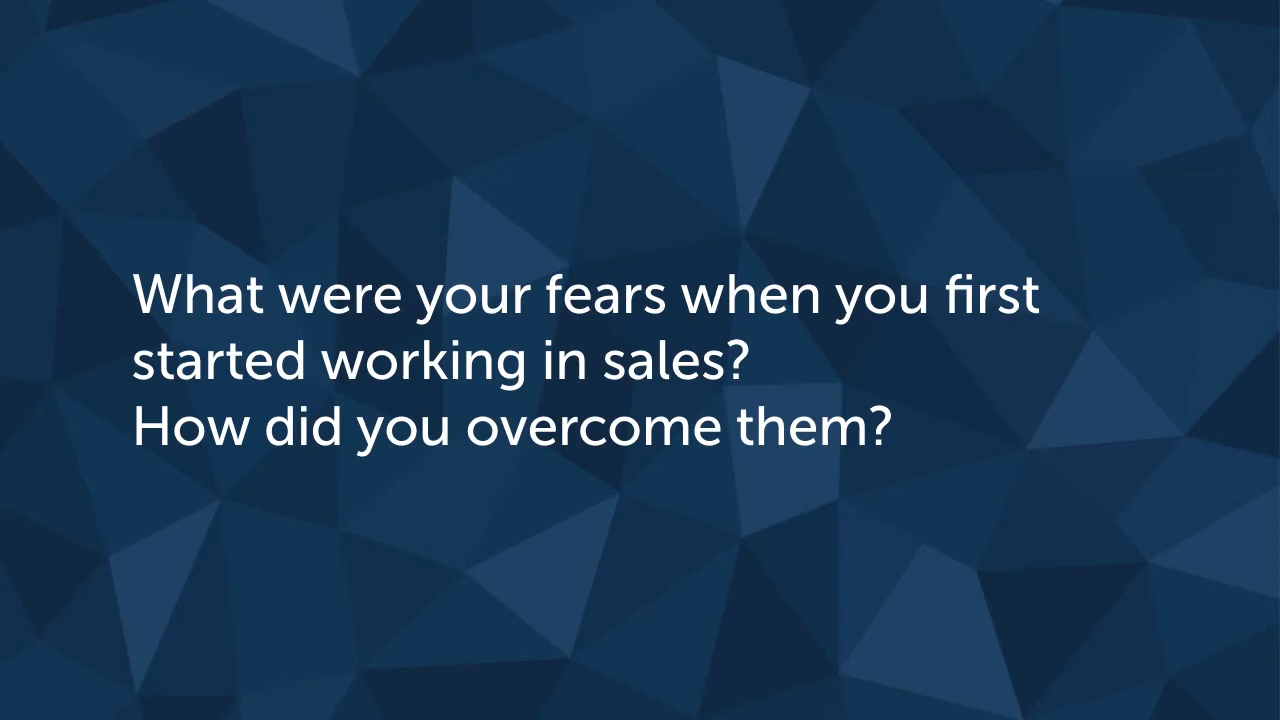 What were your fears when you first
started working in sales?
How did you overcome them?